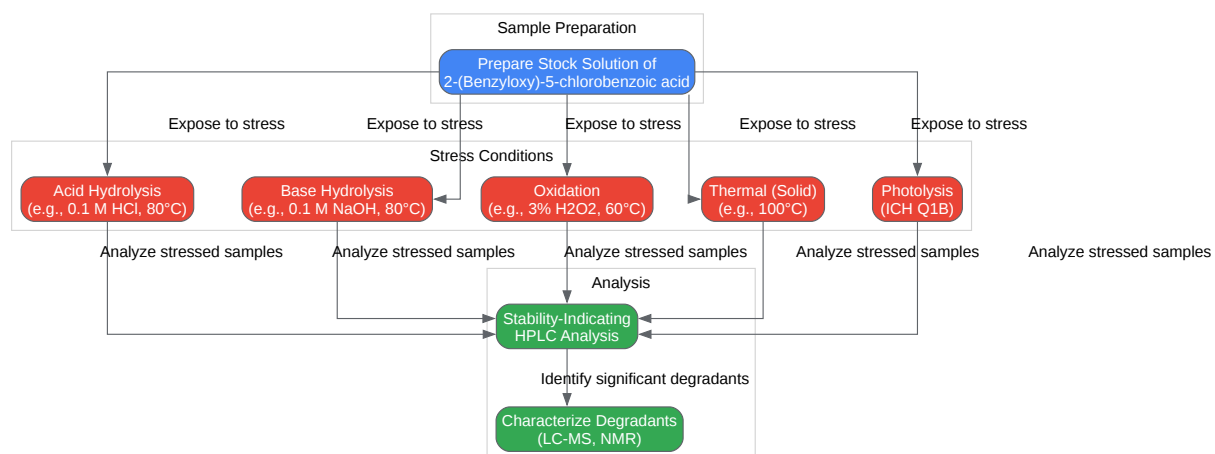 Sample Preparation
Prepare Stock Solution of
2-(Benzyloxy)-5-chlorobenzoic acid
Expose to stress
Expose to stress
Expose to stress
Expose to stress
Expose to stress
Stress Conditions
Acid Hydrolysis
(e.g., 0.1 M HCl, 80°C)
Base Hydrolysis
(e.g., 0.1 M NaOH, 80°C)
Oxidation
(e.g., 3% H2O2, 60°C)
Thermal (Solid)
(e.g., 100°C)
Photolysis
(ICH Q1B)
Analyze stressed samples
Analyze stressed samples
Analyze stressed samples
Analyze stressed samples
Analyze stressed samples
Analysis
Stability-Indicating
HPLC Analysis
Identify significant degradants
Characterize Degradants
(LC-MS, NMR)